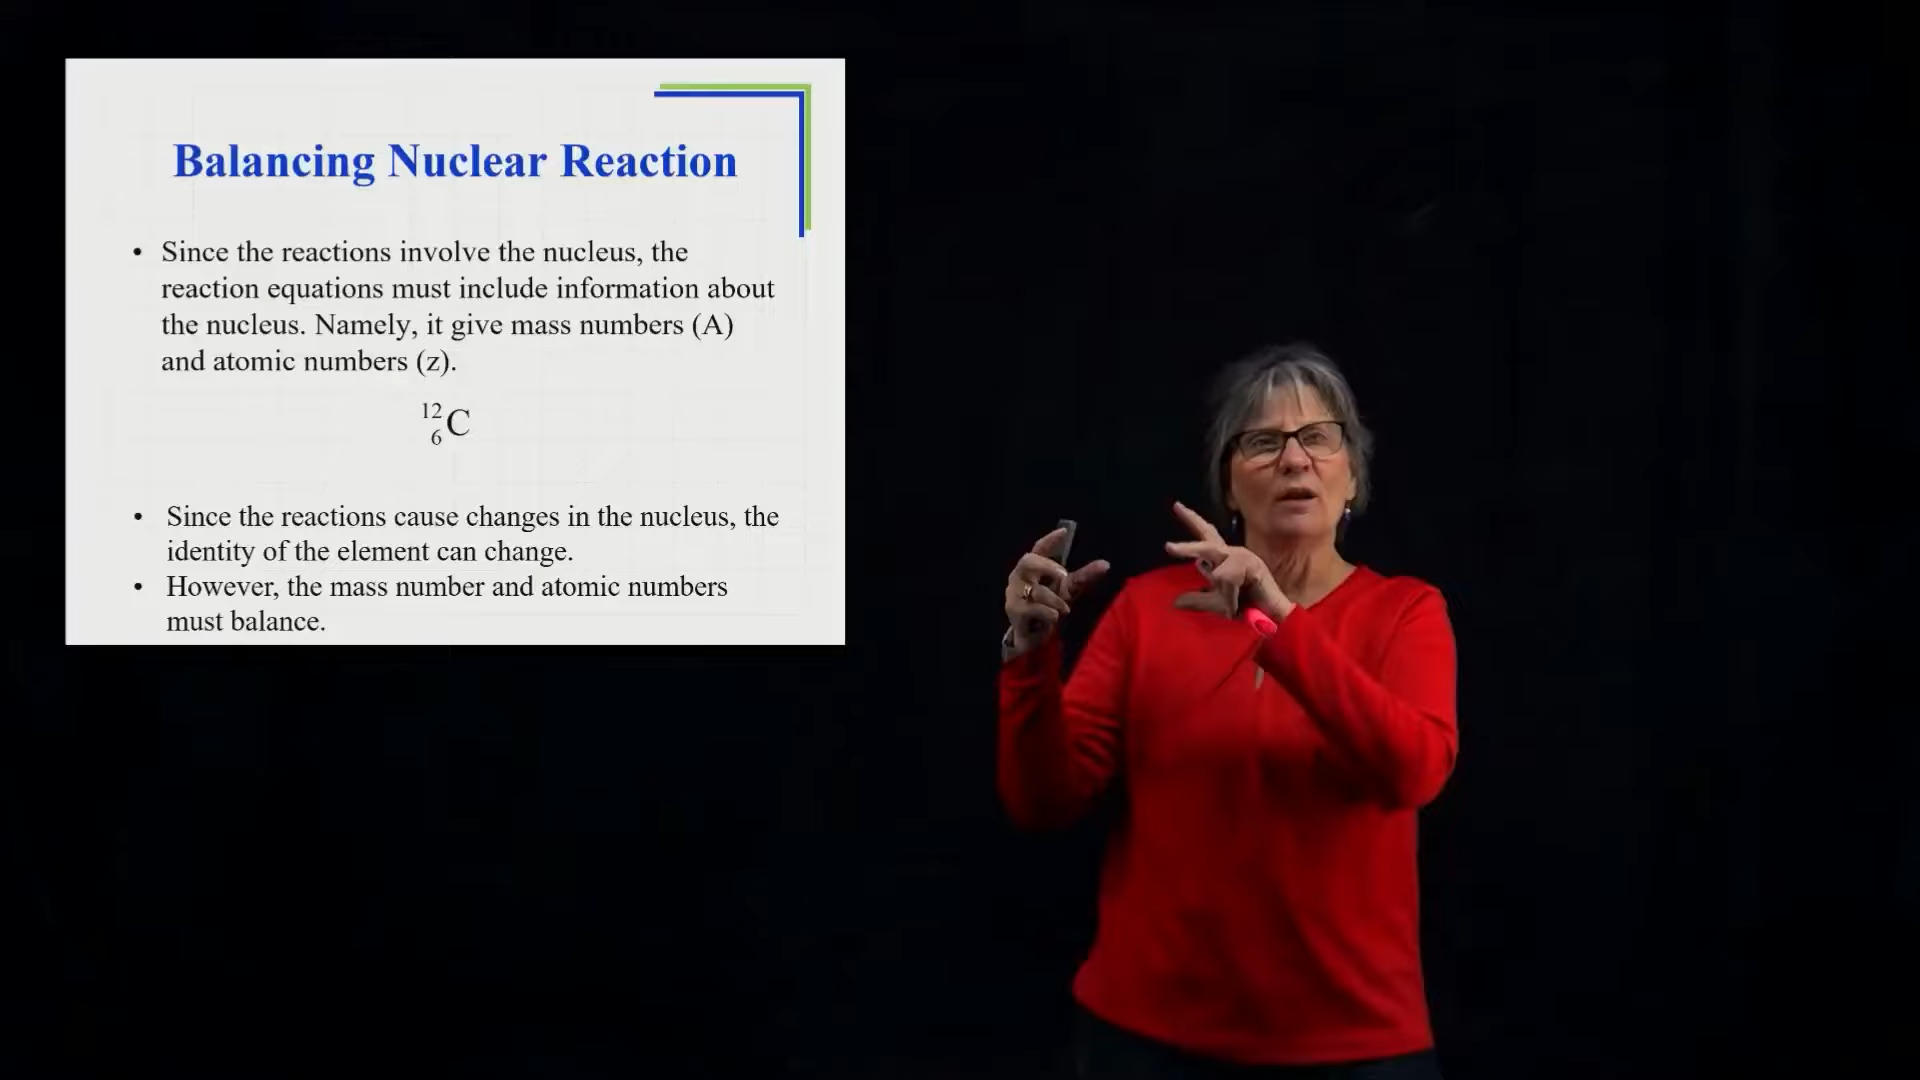 Balancing Nuclear Reaction
• Since the reactions involve the nucleus, the
reaction equations must include information about
the nucleus. Namely, it give mass numbers (A)
and atomic numbers (z).
12
6 C
• Since the reactions cause changes in the nucleus, the
identity of the element can change.
• However, the mass number and atomic numbers
must balance.